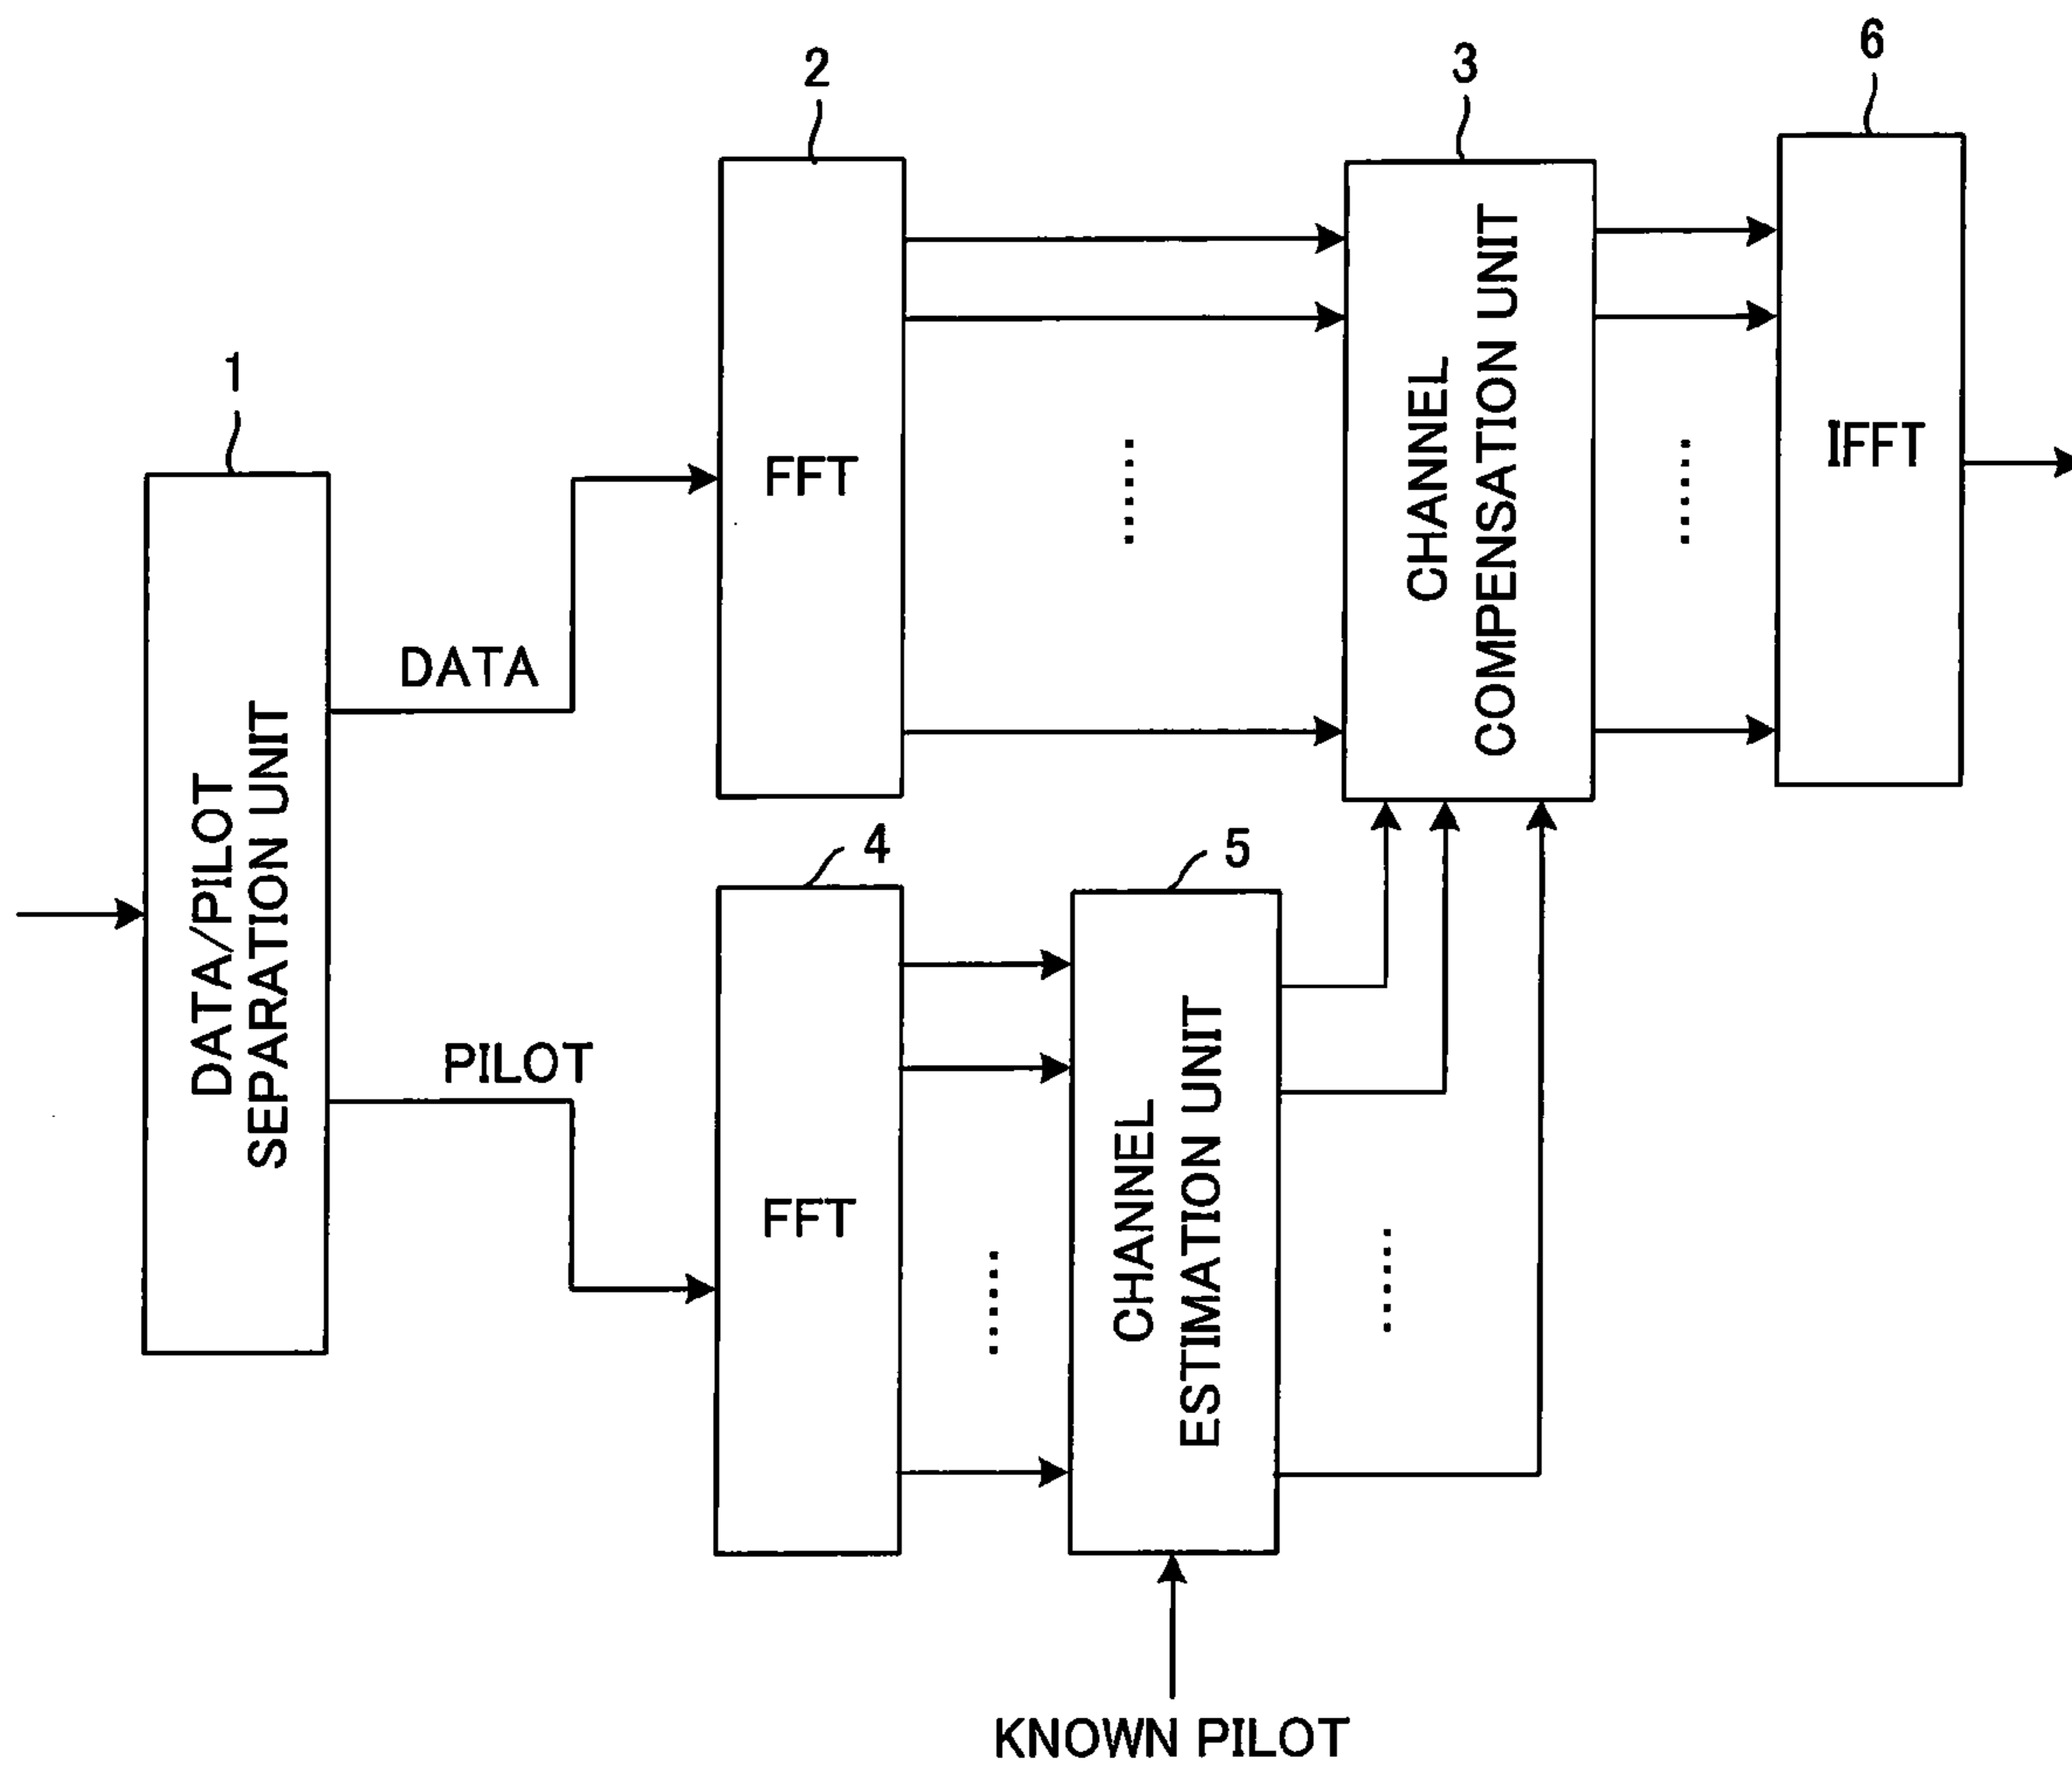 6
3
2
1
DATA/PILOT
SEPARATION UNIT
DATA
PILOT
FFT
CHANNEL
COMPENSATION UNIT
IFFT
4
5
FFT
CHANNEL
ESTIMATION UNIT
KNOWN PILOT